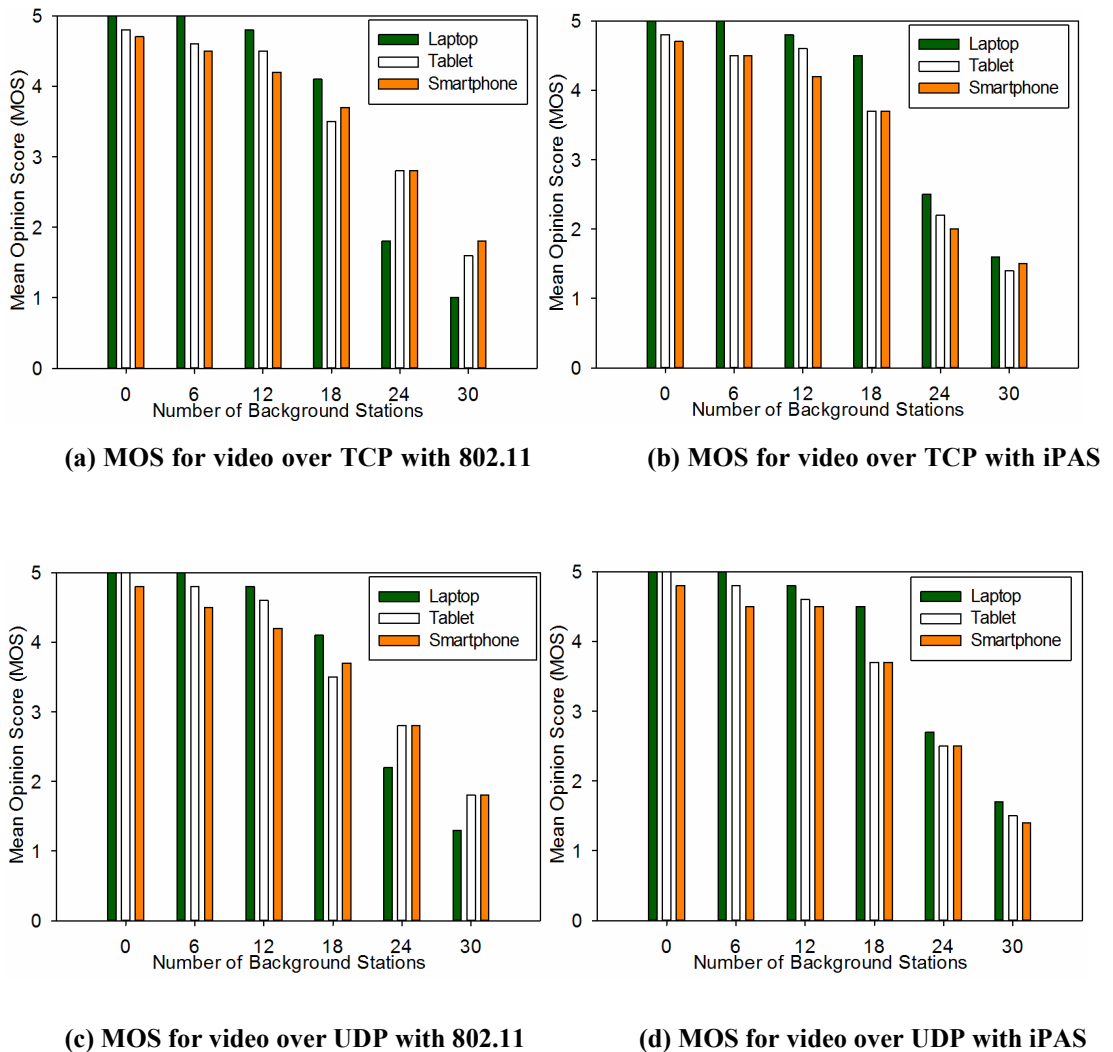 5
4
3
2
1
0
Mean Opinion Score (MOS)
Laptop
Tablet
Smartphone
0 6 12 18 24 30
Number of Background Stations
(a) MOS for video over TCP with 802.11
5
4
3
2
1
0
Mean Opinion Score (MOS)
Laptop
Tablet
Smartphone
0 6 12 18 24 30
Number of Background Stations
(b) MOS for video over TCP with iPAS
5
4
3
2
1
0
Mean Opinion Score (MOS)
Laptop
Tablet
Smartphone
0 6 12 18 24 30
Number of Background Stations
(c) MOS for video over UDP with 802.11
5
4
3
2
1
0
Mean Opinion Score (MOS)
Laptop
Tablet
Smartphone
0 6 12 18 24 30
Number of Background Stations
(d) MOS for video over UDP with iPAS